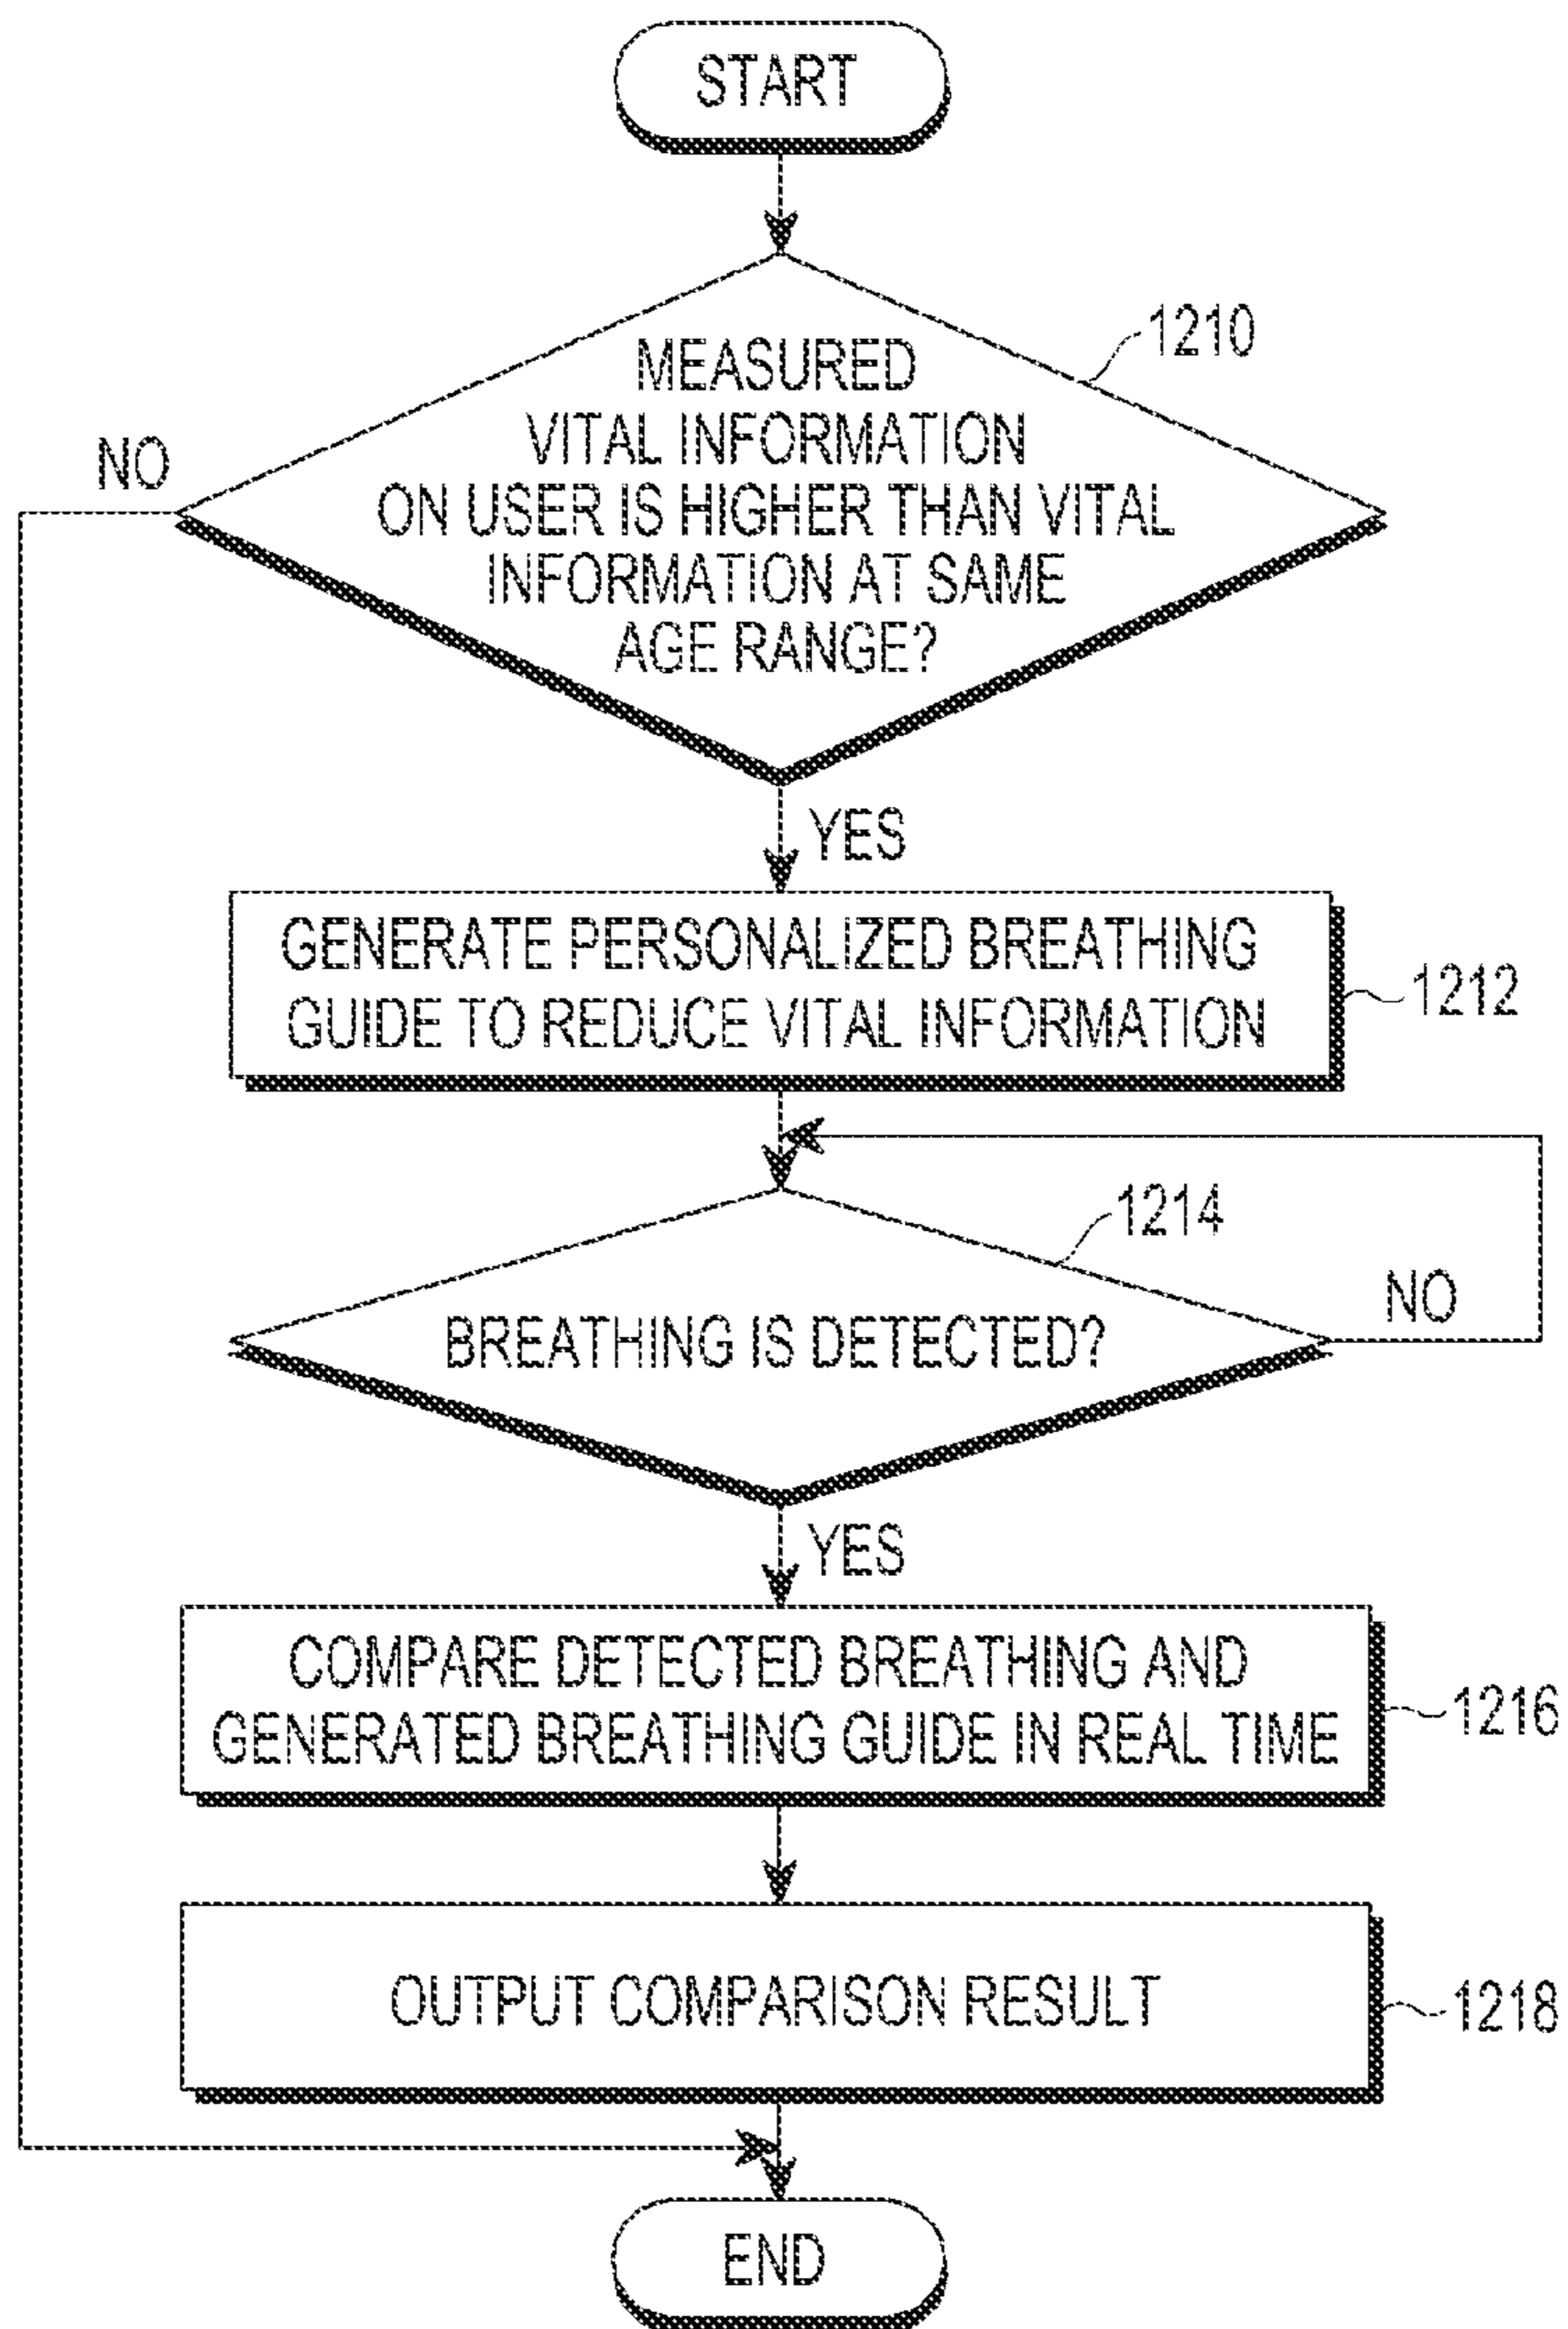 START
1210
MEASURED
VITAL INFORMATION
NO
ON USER IS HIGHER THAN VITAL
INFORMATION AT SAME
AGE RANGE?
YES
GENERATE PERSONALIZED BREATHING
GUIDE TO REDUCE VITAL INFORMATION
1212
1214
NO
BREATHING IS DETECTED?
YES
COMPARE DETECTED BREATHING AND
GENERATED BREATHING GUIDE IN REAL TIME
1216
OUTPUT COMPARISON RESULT
1218
END